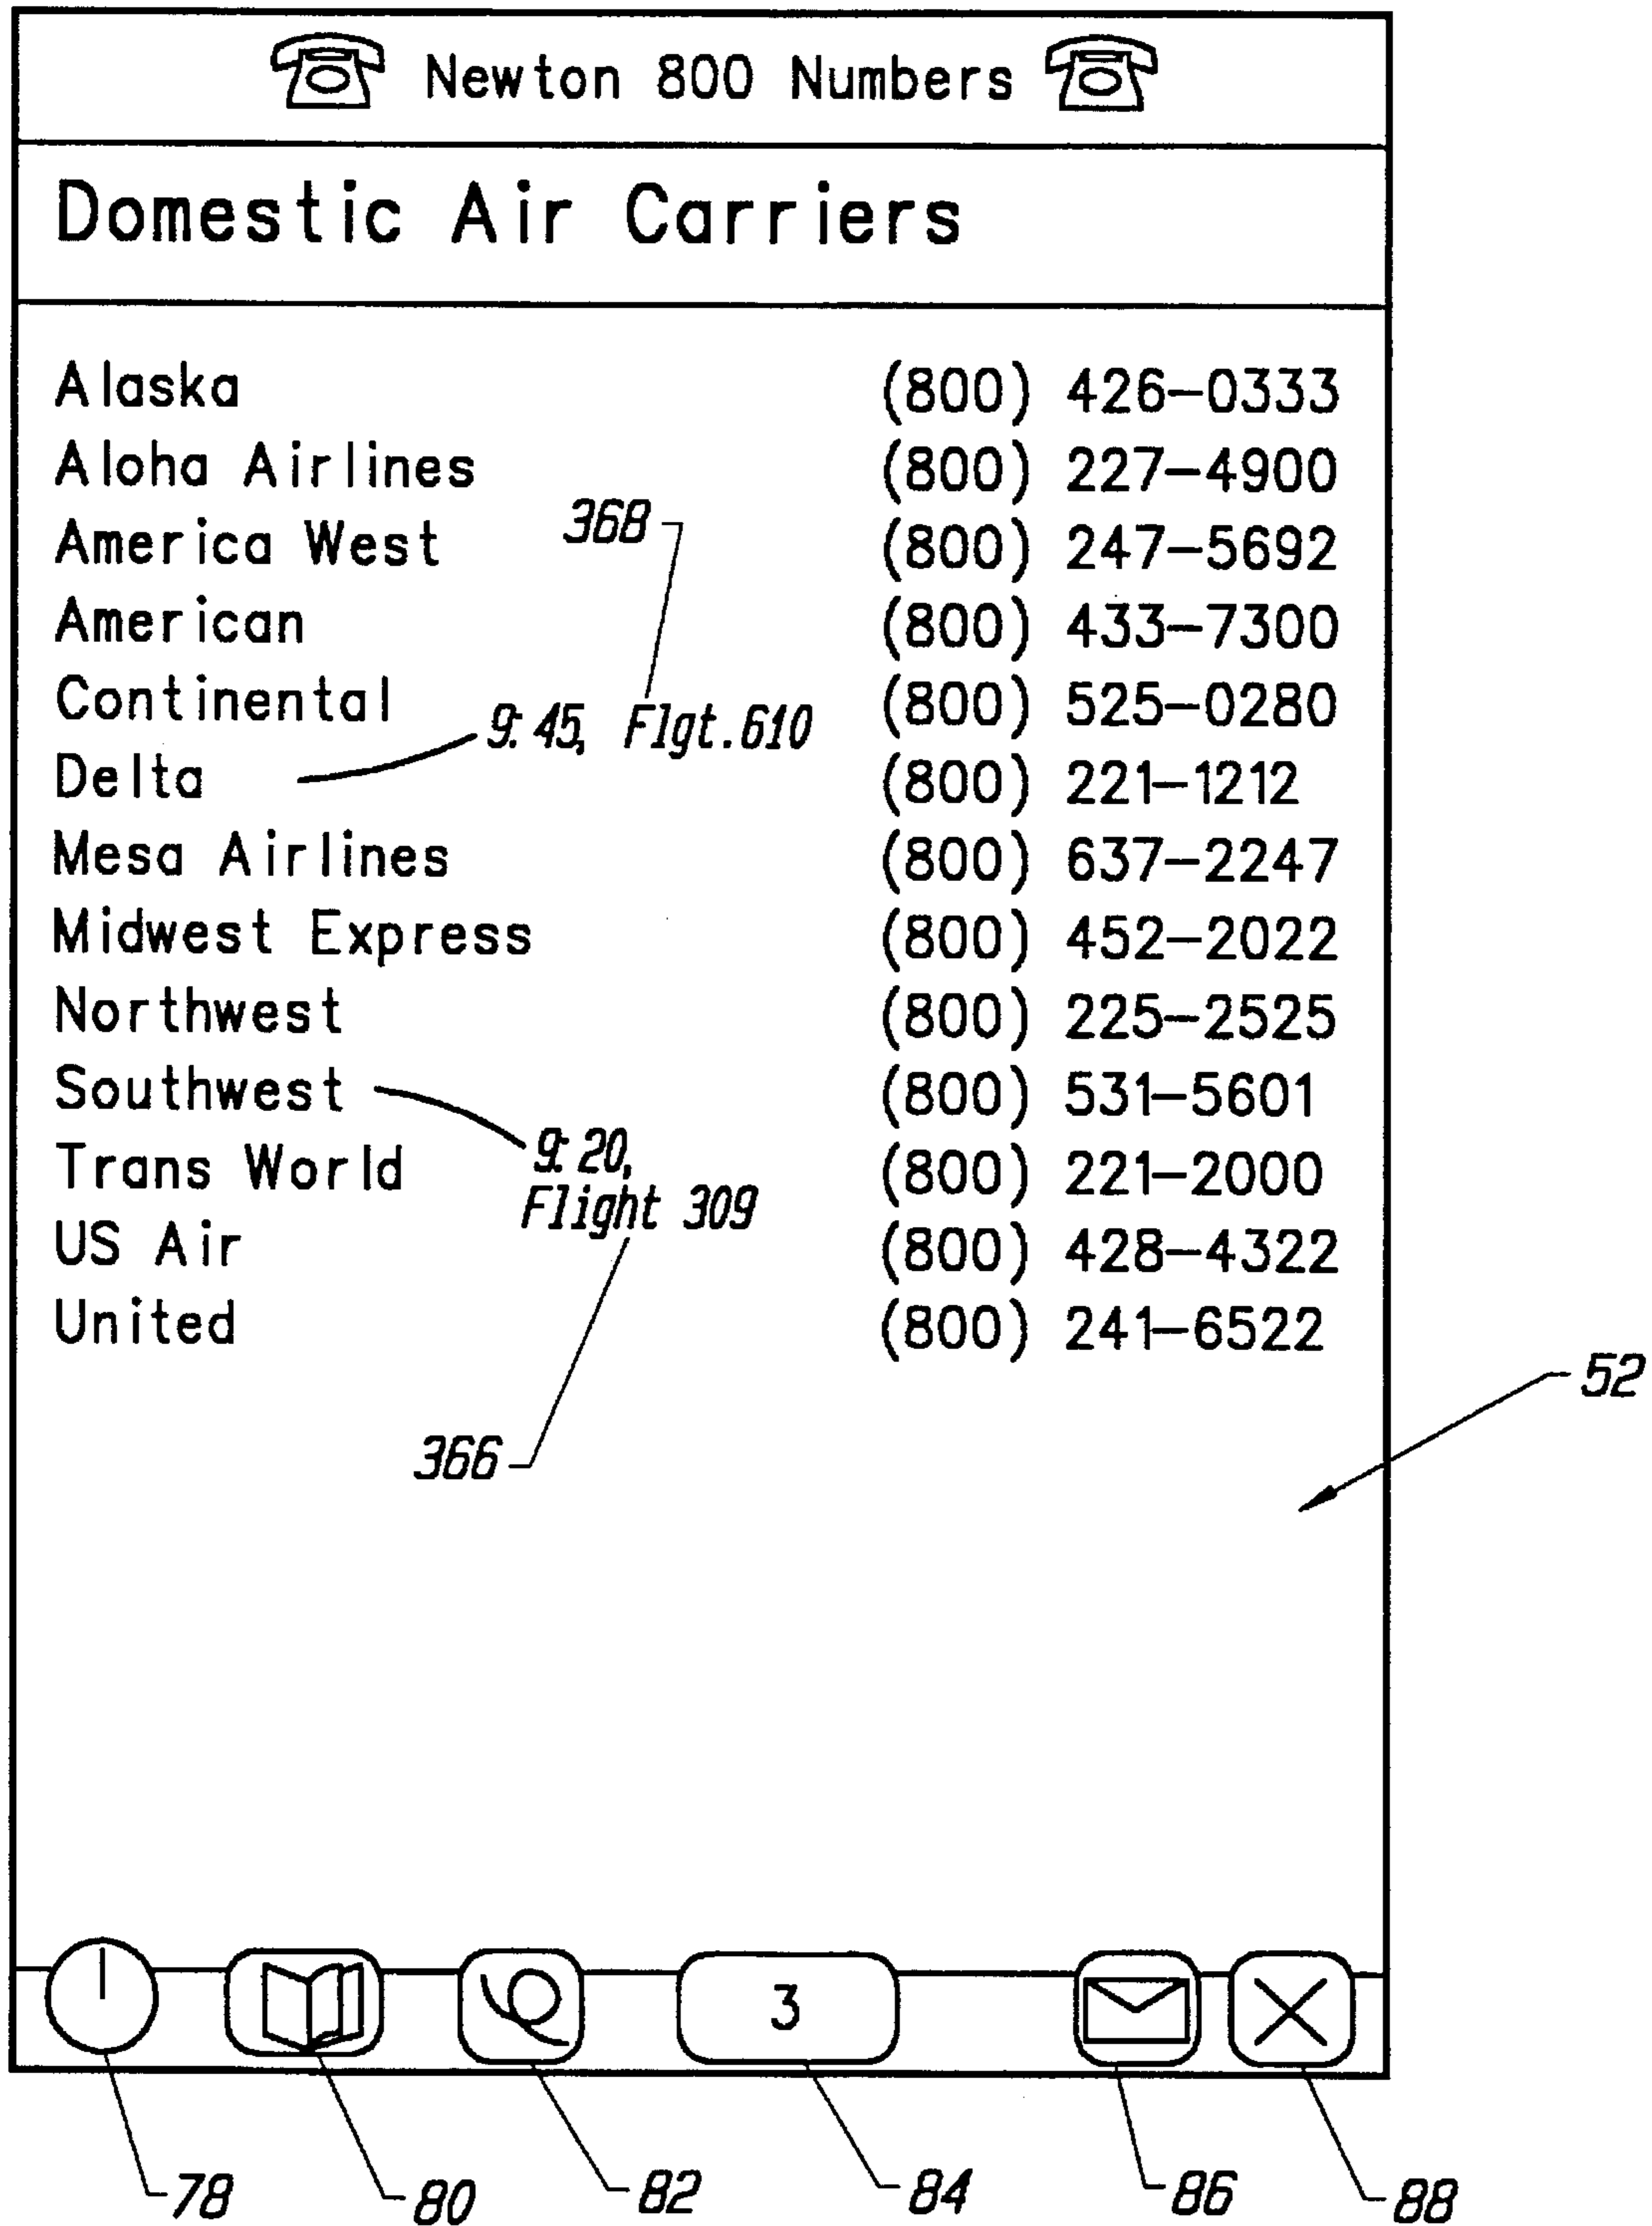 Newton 800 Numbers
Domestic Air Carriers
Alaska (800) 426-0333
Aloha Airlines (800) 227-4900
368
America West (800) 247-5692
American (800) 433-7300
Continental (800) 525-0280
9:45, Flgt.610
Delta (800) 221-1212
Mesa Airlines (800) 637-2247
Midwest Express (800) 452-2022
Northwest (800) 225-2525
Southwest (800) 531-5601
9:20,
Trans World (800) 221-2000
Flight 309
US Air (800) 428-4322
United (800) 241-6522
52
366
3
78 80 82 84 86 88